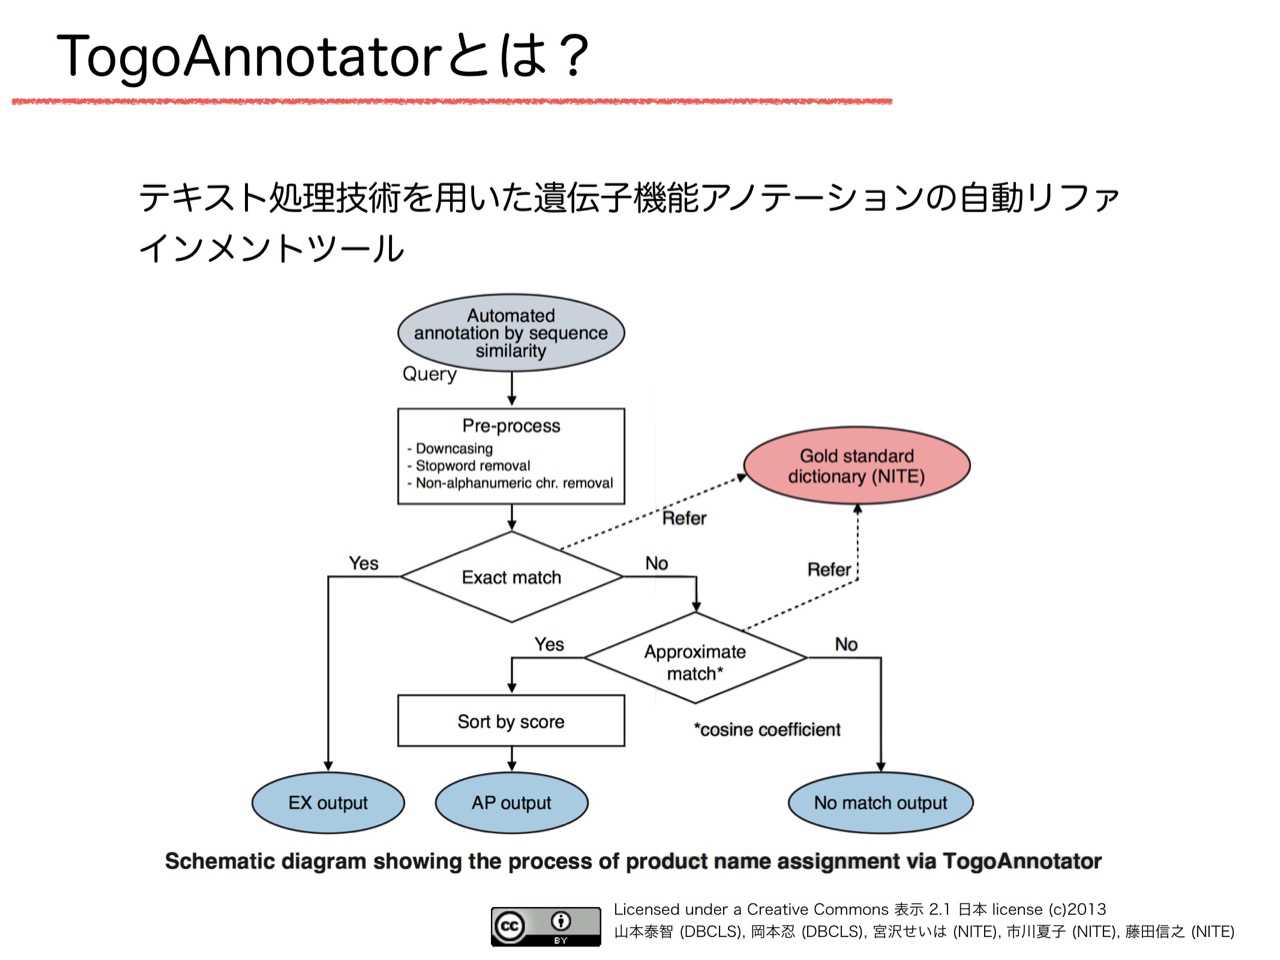 TogoAnnotatorとは？
テキスト処理技術を用いた遺伝子機能アノテーションの自動リファ
インメントツール
Automated
annotation by sequence
similarity
Query
Pre-process
- Downcasing
- Stopword removal
- Non-alphanumeric chr. removal
Gold standard
dictionary (NITE)
Refer
Yes
Exact match
No
Refer
Yes
Approximate
match*
No
Sort by score
*cosine coefficient
EX output
AP output
No match output
Schematic diagram showing the process of product name assignment via TogoAnnotator
cc
BY
Licensed under a Creative Commons 表示 2.1 日本 license (c)2013
山本泰智 (DBCLS), 岡本忍 (DBCLS), 宮沢せいは (NITE), 市川夏子 (NITE), 藤田信之 (NITE)